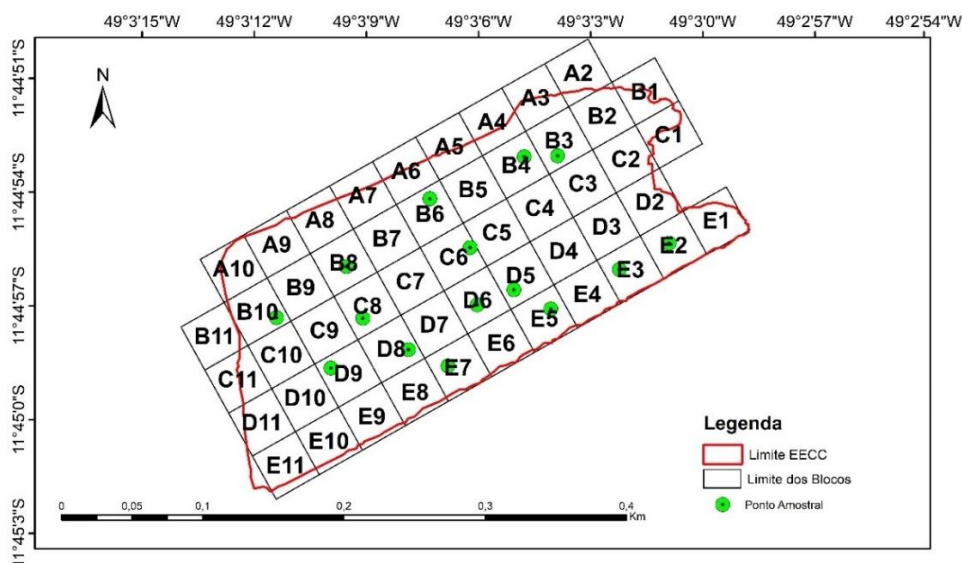 49°3'15"W 49°3'12"W 49°3'9"W 49°3'6"W 49°3'3"W 49°3'0"W 49°2'57"W 49°2'54"W
11°44'51"S
11°44'54"S
11°44'57"S
11°45'0"S
11°45'3"S
N
A2
A3
A4
A5
A6
A7
A8
A9
A10
B1
B2
B3
B4
B5
B6
B7
B8
B9
B10
B11
C1
C2
C3
C4
C5
C6
C7
C8
C9
C10
C11
D2
D3
D4
D5
D6
D7
D8
D9
D10
D11
E1
E2
E3
E4
E5
E6
E7
E8
E9
E10
E11
Legenda
Limite EECC
Limite dos Blocos
Ponto Amostral
0 0,05 0,1 0,2 0,3 0,4
Km